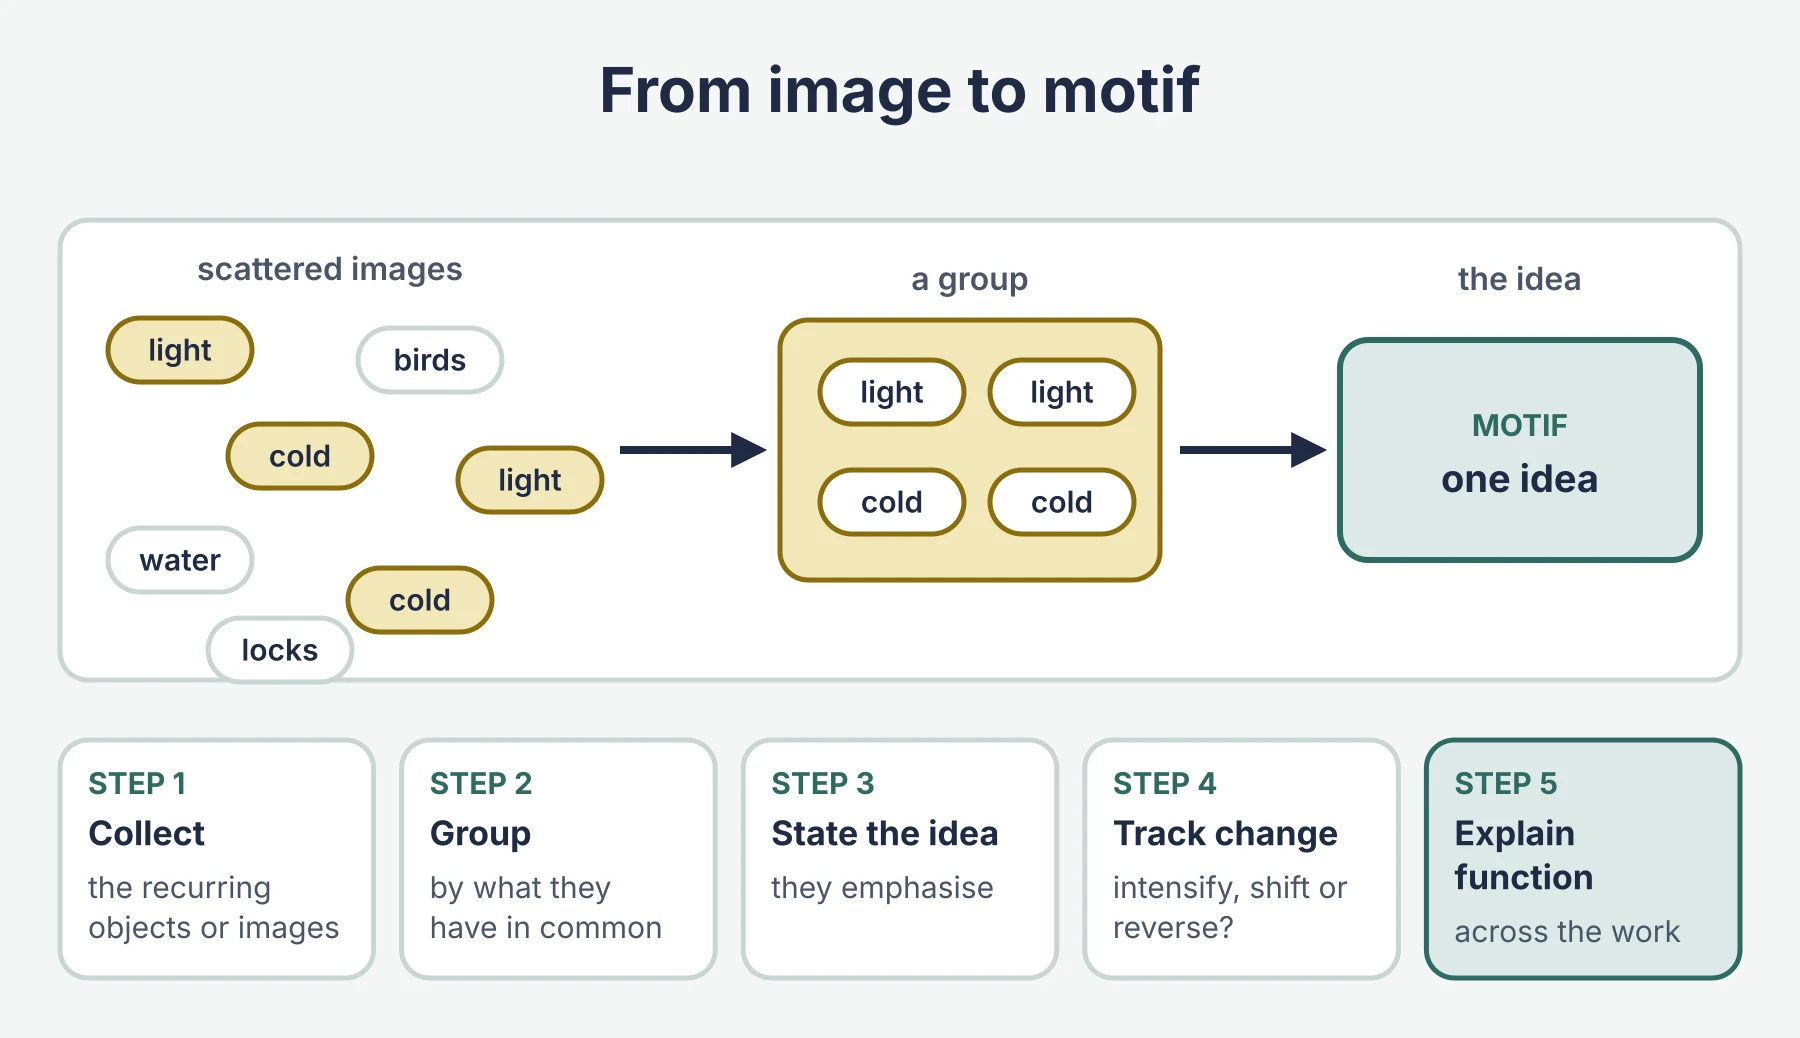 From image to motif
scattered images
light
birds
cold
light
water
cold
locks
a group
light
light
cold
cold
the idea
MOTIF
one idea
STEP 1
Collect
the recurring
objects or images
STEP 2
Group
by what they
have in common
STEP 3
State the idea
they emphasise
STEP 4
Track change
intensify, shift or
reverse?
STEP 5
Explain
function
across the work